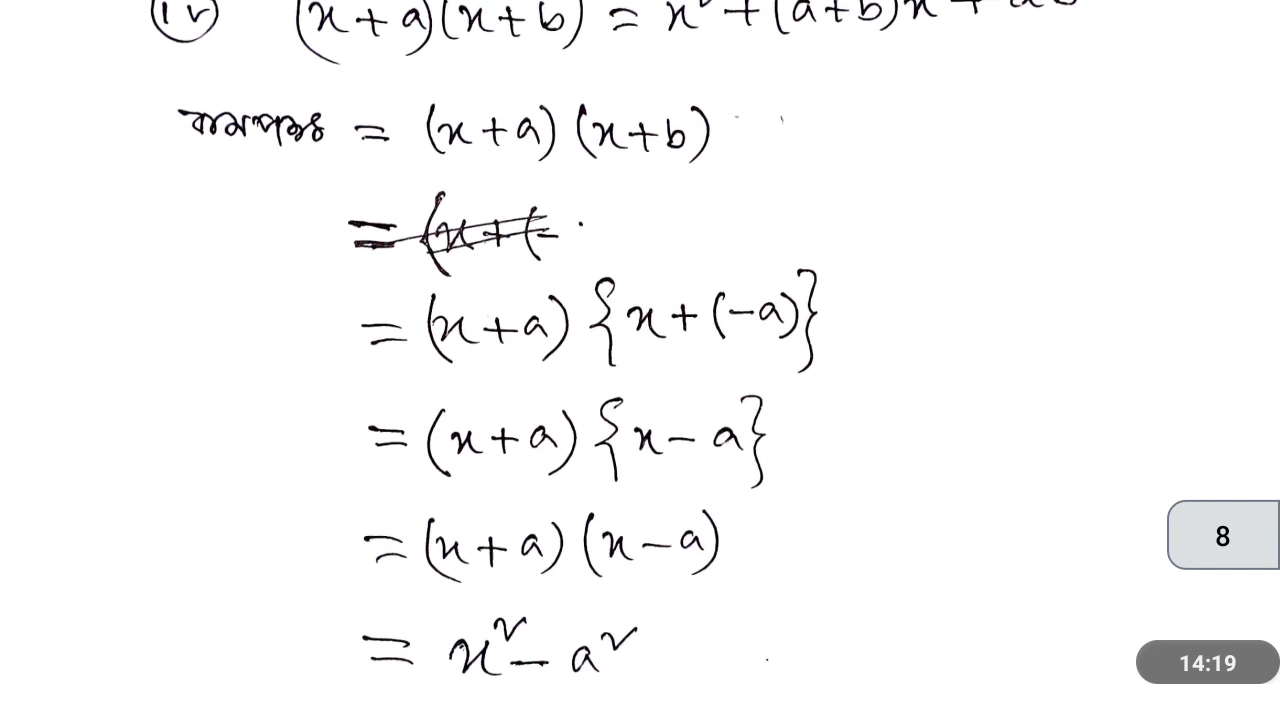 (iv) (x+a)(x+b) = x² + (a+b)x + ab
বামপক্ষ = (x+a) (x+b)
= (x+(-
= (x+a) {x+(-a)}
= (x+a) {x-a}
= (x+a) (x-a)
8
= x² - a²
14:19